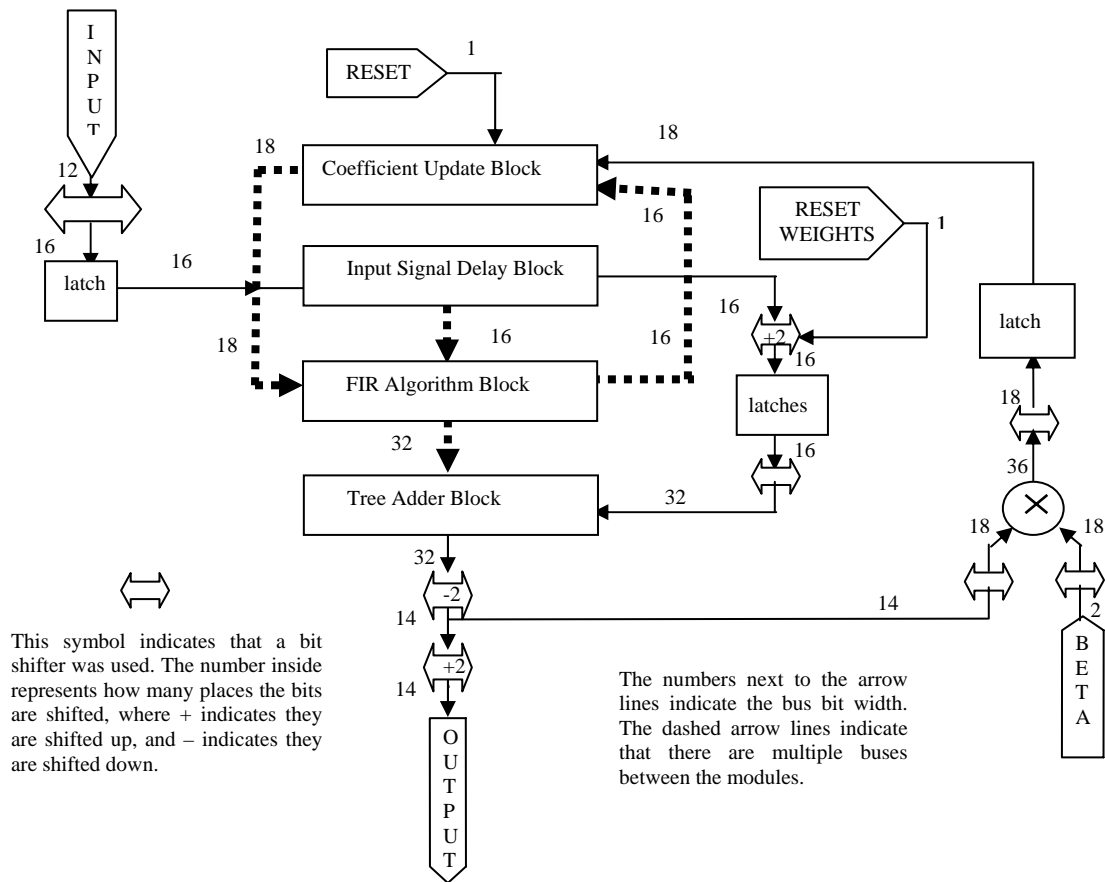 INPUT
1
RESET
18
18
Coefficient Update Block
12
16
RESET
WEIGHTS
1
16
16
latch
Input Signal Delay Block
16
latch
18
16
16
+2
16
FIR Algorithm Block
latches
18
32
16
36
Tree Adder Block
32
18
18
32
-2
14
14
2
This symbol indicates that a bit
shifter was used. The number inside
represents how many places the bits
are shifted, where + indicates they
are shifted up, and – indicates they
are shifted down.
+2
14
The numbers next to the arrow
lines indicate the bus bit width.
The dashed arrow lines indicate
that there are multiple buses
between the modules.
BETA
OUTPUT